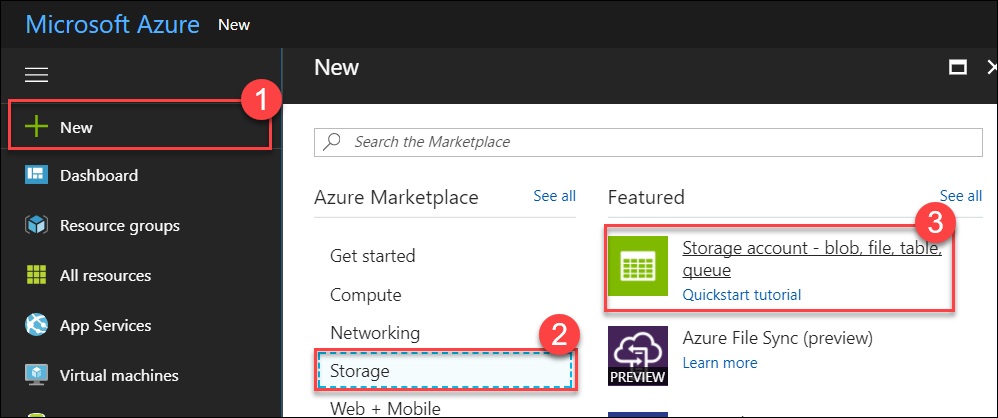 Microsoft Azure New
New
1
New
Search the Marketplace
Dashboard
Azure Marketplace See all
Featured See all
Resource groups
3
Storage account - blob, file, table,
queue
Quickstart tutorial
Get started
All resources
Compute
App Services
Networking
2
Azure File Sync (preview)
Learn more
PREVIEW
Storage
Virtual machines
Web + Mobile